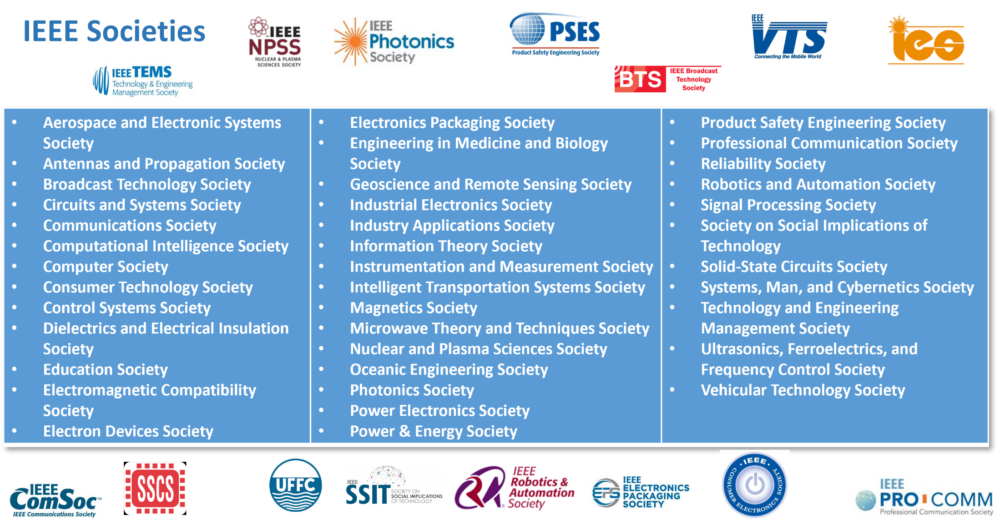 IEEE Societies
IEEE
NPSS
NUCLEAR & PLASMA
SCIENCES SOCIETY
IEEE
Photonics
Society
PSES
Product Safety Engineering Society
IEEE
VTS
Connecting the Mobile World
ies
IEEE TEMS
Technology & Engineering
Management Society
BTS
IEEE Broadcast
Technology
Society
• Aerospace and Electronic Systems
Society
• Antennas and Propagation Society
• Broadcast Technology Society
• Circuits and Systems Society
• Communications Society
• Computational Intelligence Society
• Computer Society
• Consumer Technology Society
• Control Systems Society
• Dielectrics and Electrical Insulation
Society
• Education Society
• Electromagnetic Compatibility
Society
• Electron Devices Society
• Electronics Packaging Society
• Engineering in Medicine and Biology
Society
• Geoscience and Remote Sensing Society
• Industrial Electronics Society
• Industry Applications Society
• Information Theory Society
• Instrumentation and Measurement Society
• Intelligent Transportation Systems Society
• Magnetics Society
• Microwave Theory and Techniques Society
• Nuclear and Plasma Sciences Society
• Oceanic Engineering Society
• Photonics Society
• Power Electronics Society
• Power & Energy Society
• Product Safety Engineering Society
• Professional Communication Society
• Reliability Society
• Robotics and Automation Society
• Signal Processing Society
• Society on Social Implications of
Technology
• Solid-State Circuits Society
• Systems, Man, and Cybernetics Society
• Technology and Engineering
Management Society
• Ultrasonics, Ferroelectrics, and
Frequency Control Society
• Vehicular Technology Society
IEEE
ComSoc™
IEEE Communications Society
SSCS
UFFC
IEEE
SSIT
SOCIETY ON
SOCIAL IMPLICATIONS
OF TECHNOLOGY
RA®
IEEE
Robotics &
Automation
Society
EPS
IEEE
ELECTRONICS
PACKAGING
SOCIETY
• IEEE •
CONSUMER ELECTRONICS SOCIETY
IEEE
PRO COMM
Professional Communication Society